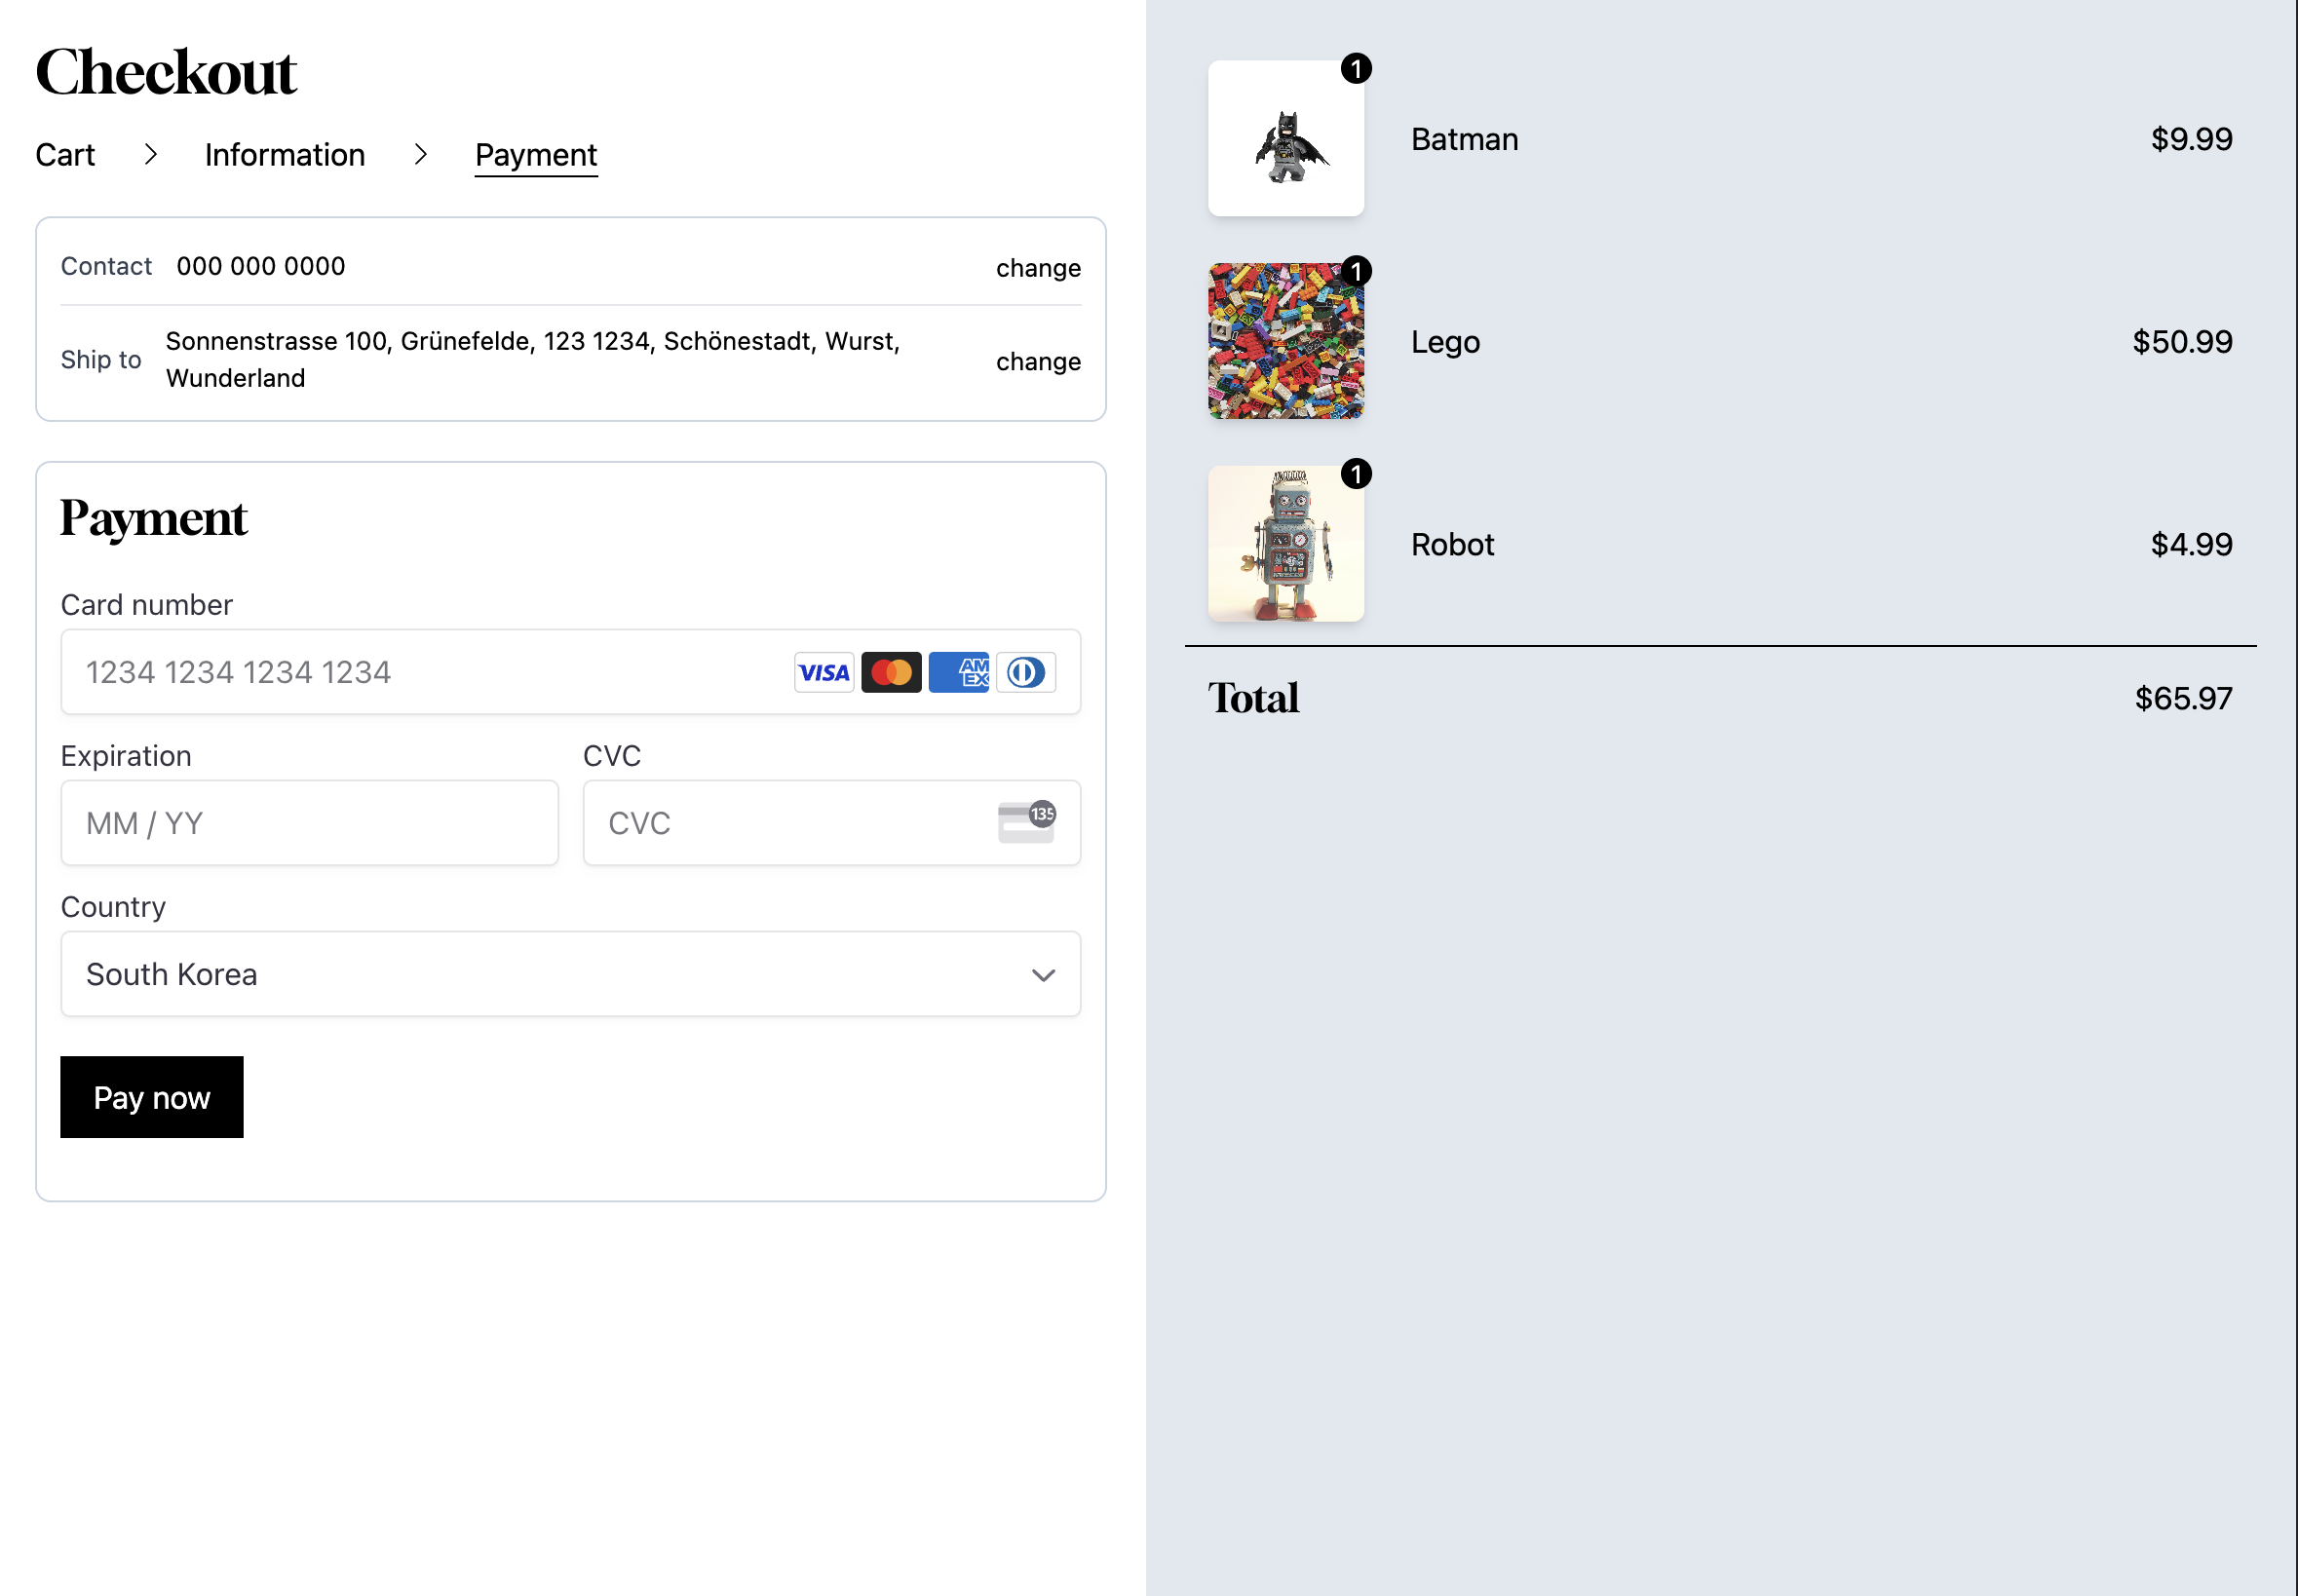 Checkout
Cart > Information > Payment
Contact 000 000 0000 change
Ship to Sonnenstrasse 100, Grünefelde, 123 1234, Schönestadt, Wurst,
Wunderland change
Payment
Card number
1234 1234 1234 1234 VISA AM
EX
Expiration CVC
MM / YY CVC 135
Country
South Korea
Pay now
1
Batman $9.99
1
Lego $50.99
1
Robot $4.99
Total $65.97